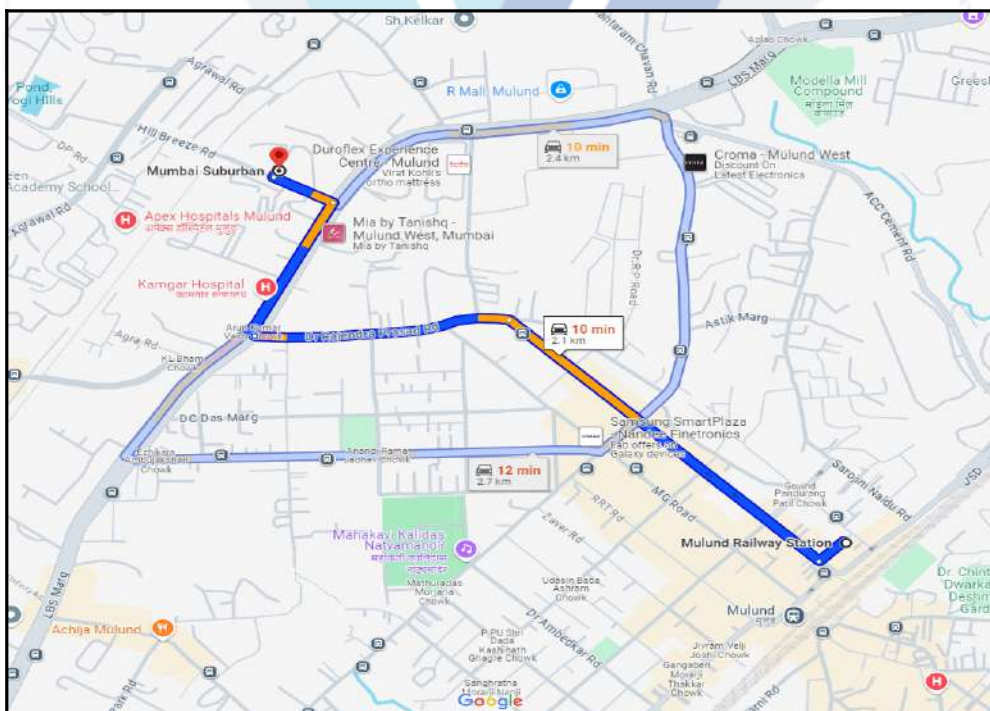 Sh.Kelkar
Aplab Chowk
LBS Marg
Agrawal Rd
R Mall, Mulund
Modella Mill
Compound
Greesh
Pond,
Yogi Hills
Hill Breeze Rd
DP Rd
Duroflex Experience
Centre - Mulund
Virat Kohli's
ortho mattress
10 min
2.4 km
Croma - Mulund West
Discount On
Latest Electronics
Mumbai Suburban
een
Academy School...
Agrawal Rd
Apex Hospitals Mulund
Mia by Tanishq -
Mulund West, Mumbai
Mia by Tanishq
ACC Cement Rd
Dr. R P Road
Kamgar Hospital
Dr Rajendra Prasad Rd
10 min
2.1 km
Astik Marg
Agra Rd
KL Bham
Chowk
DC Das Marg
Samsung SmartPlaza
- Nandee Finetronics
Fab offers on
Galaxy devices
Chowk
12 min
2.7 km
Sarojini Naidu Rd
Govind
Pandurang
Patil Chowk
JSD
MG Road
RRT Rd
Zaver Rd
Mulund Railway Station
Mahakavi Kalidas
Natyamandir
Mathuradas
Morjaria
Chowk
Udasin Baba
Ashram
Chowk
Dr. Chint
Dwarka
Deshm
Gard
LBS Marg
Mulund
मुलुंड
Achija Mulund
Dr Ambedkar Rd
P PU Shri
Dada
Kashinath
Ghagle Chowk
Jivram Velji
Joshi Chowk
Gangaben
Morarji
Thakkar
Chowk
Sanghratna
Google